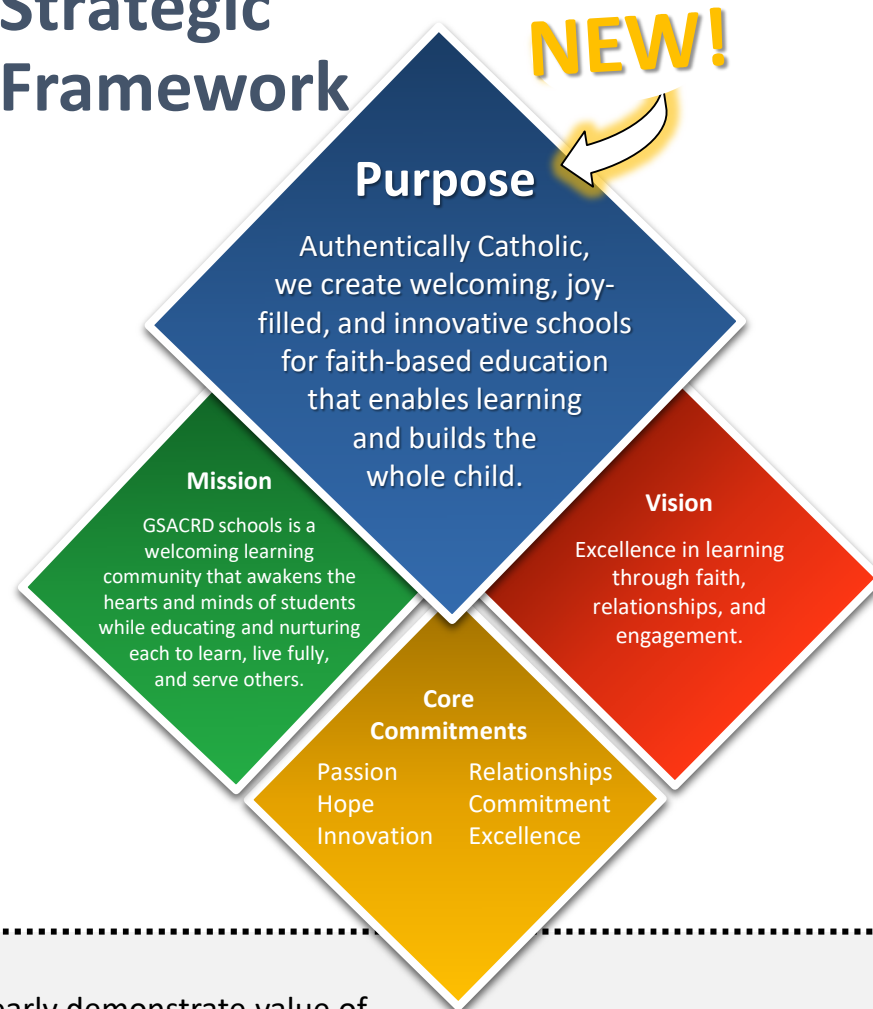 Strategic
Framework
NEW!
Purpose
Authentically Catholic,
we create welcoming, joy-
filled, and innovative schools
for faith-based education
that enables learning
and builds the
whole child.
Mission
GSACRD schools is a
welcoming learning
community that awakens the
hearts and minds of students
while educating and nurturing
each to learn, live fully,
and serve others.
Vision
Excellence in learning
through faith,
relationships, and
engagement.
Core
Commitments
Passion Relationships
Hope Commitment
Innovation Excellence
demonstrate value of